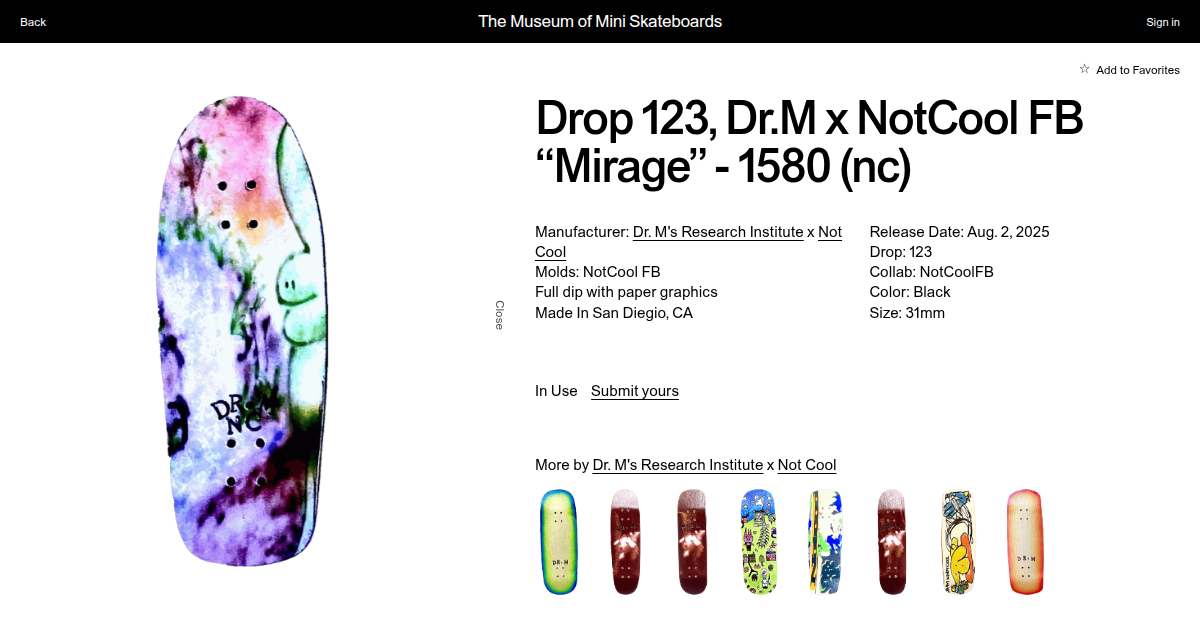 Back
The Museum of Mini Skateboards
Sign in
☆ Add to Favorites
Drop 123, Dr.M x NotCool FB
“Mirage” - 1580 (nc)
Manufacturer: Dr. M's Research Institute x Not
Cool
Molds: NotCool FB
Full dip with paper graphics
Made In San Diegio, CA
Release Date: Aug. 2, 2025
Drop: 123
Collab: NotCoolFB
Color: Black
Size: 31mm
Close
DR.M
NC
In Use
Submit yours
More by Dr. M's Research Institute x Not Cool
DR.M
DR.M